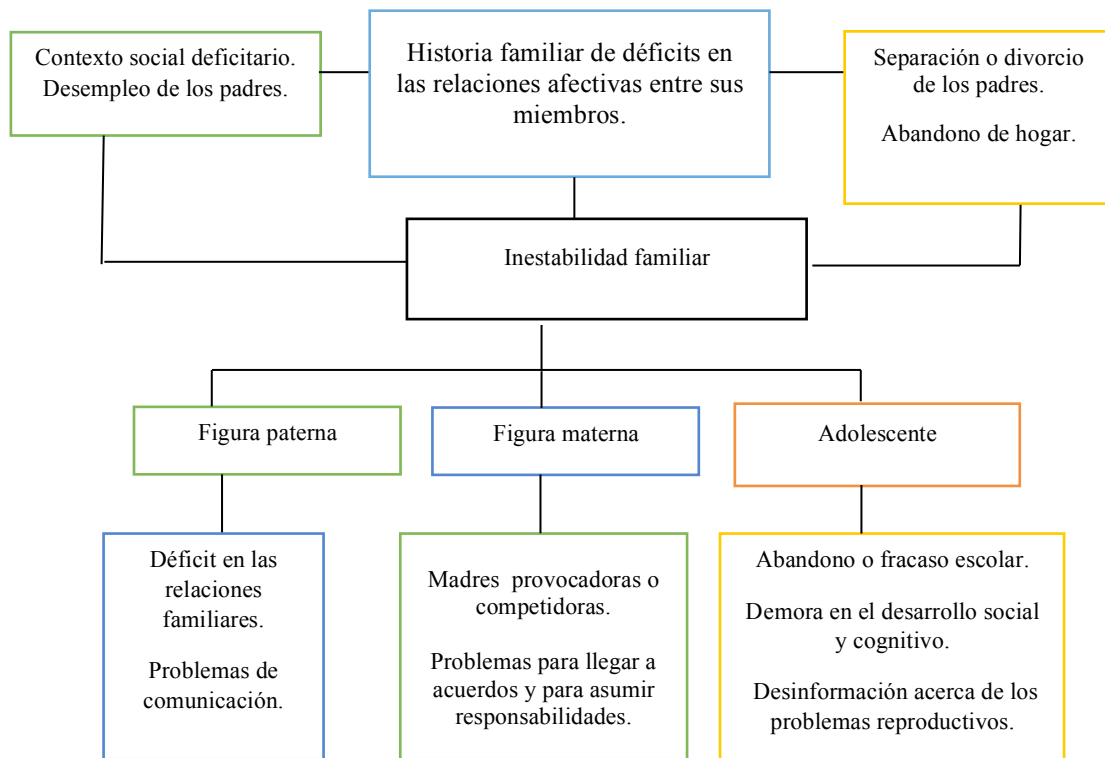 Contexto social deficitario.
Desempleo de los padres.
Historia familiar de déficits en
las relaciones afectivas entre sus
miembros.
Separación o divorcio
de los padres.
Abandono de hogar.
Inestabilidad familiar
Figura paterna
Figura materna
Adolescente
Déficit en las
relaciones
familiares.
Problemas de
comunicación.
Madres provocadoras o
competidoras.
Problemas para llegar a
acuerdos y para asumir
responsabilidades.
Abandono o fracaso escolar.
Demora en el desarrollo social
y cognitivo.
Desinformación acerca de los
problemas reproductivos.